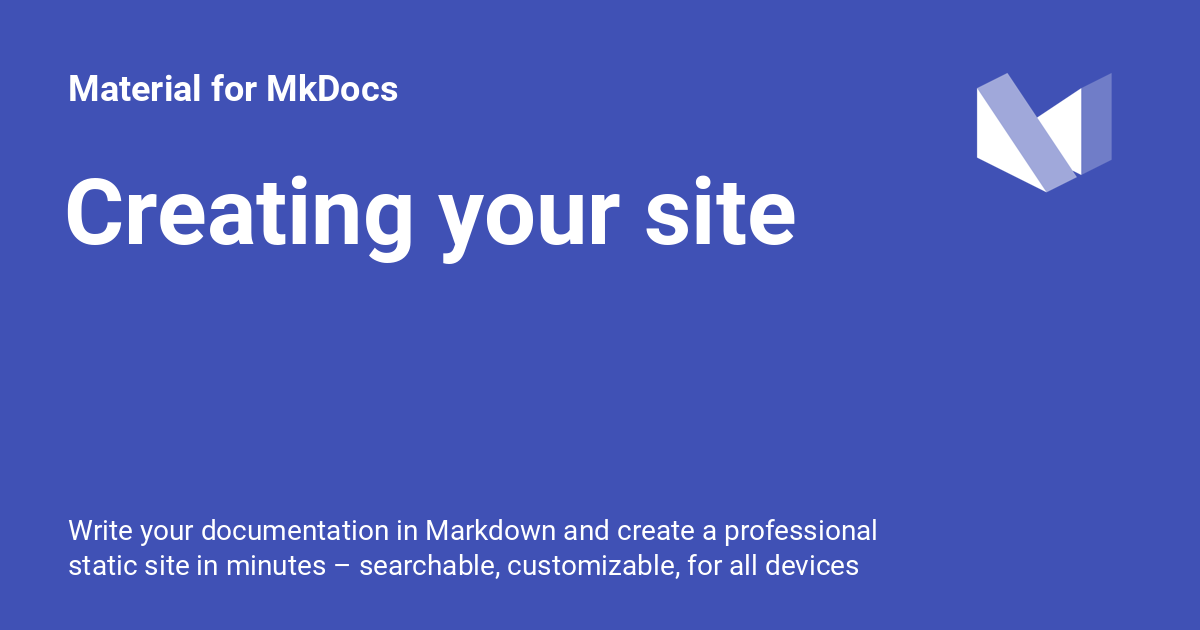 Material for MkDocs
Creating your site
Write your documentation in Markdown and create a professional
static site in minutes – searchable, customizable, for all devices